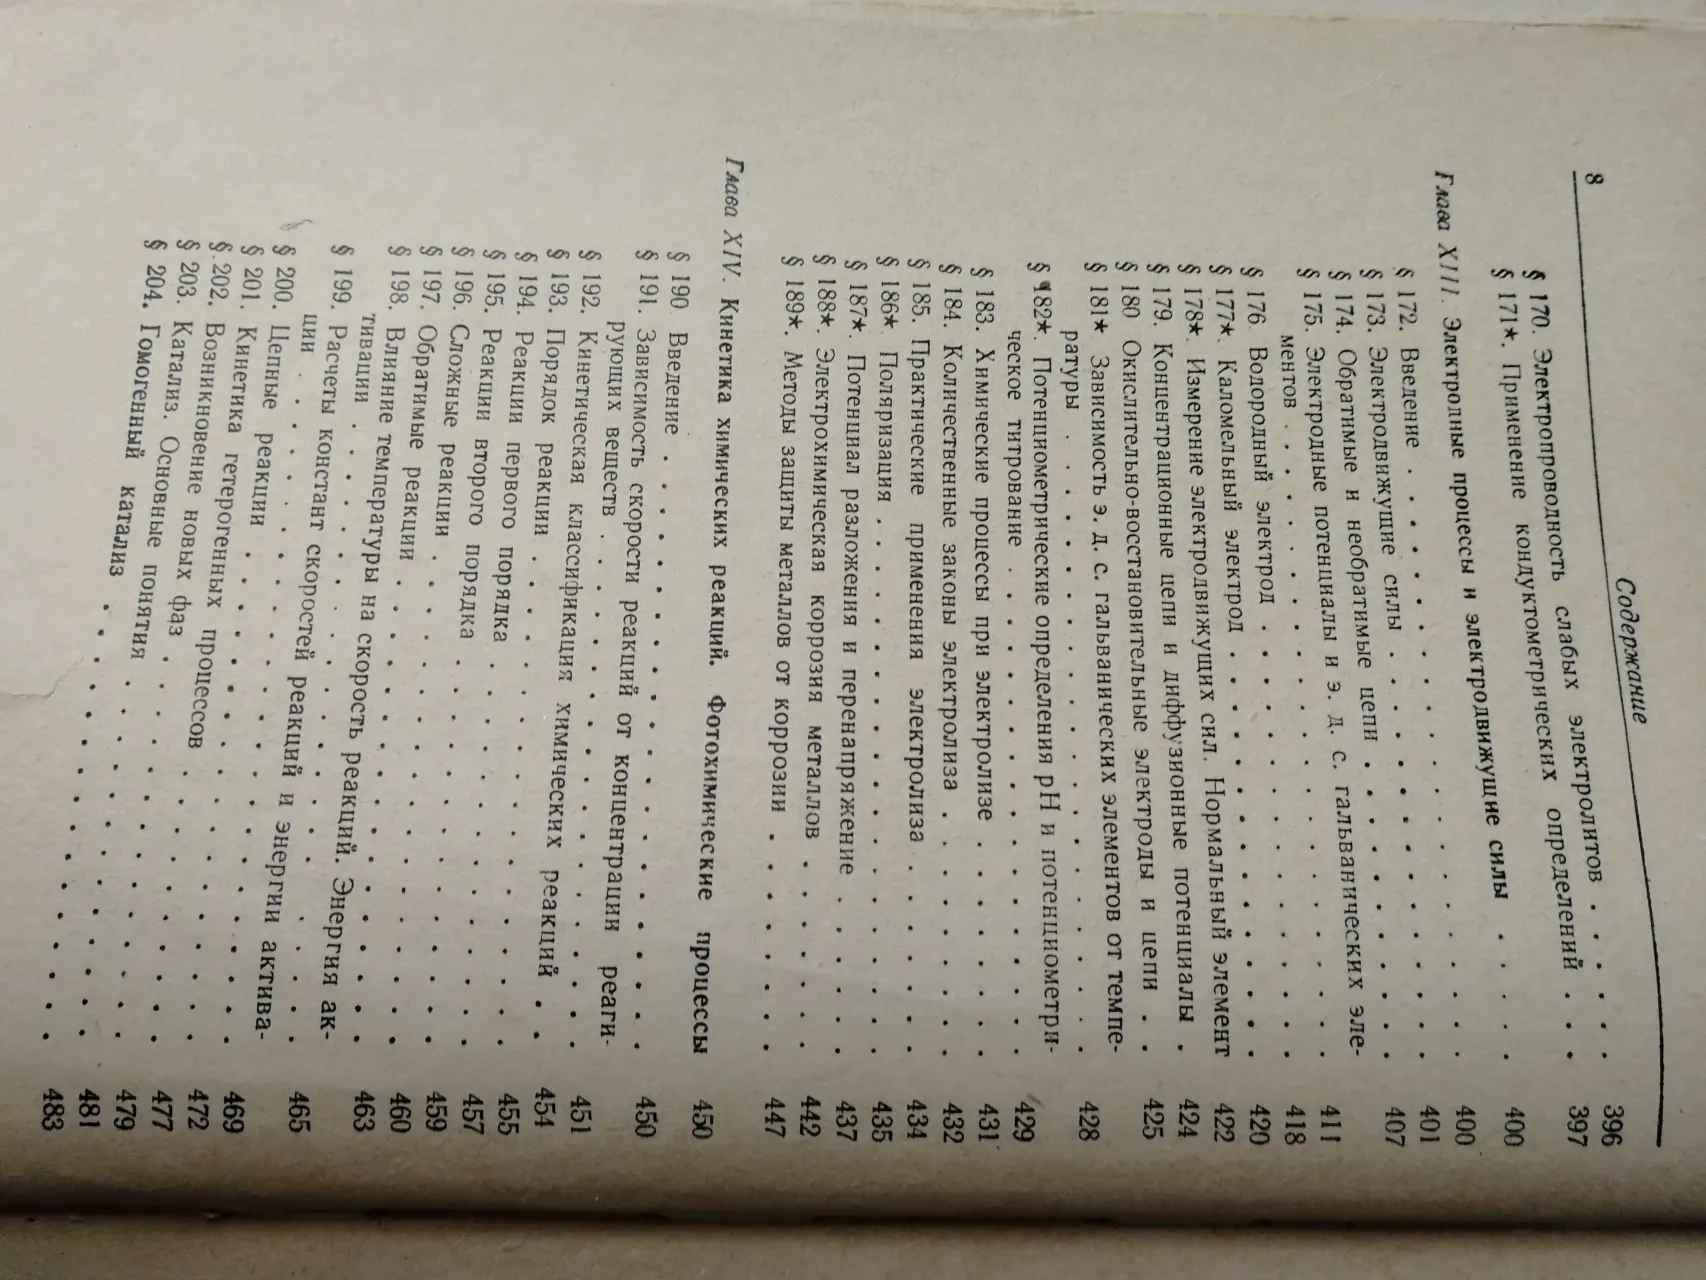 8
Содержание
§ 170. Электропроводность слабых электролитов . . . . 396
§ 171★. Применение кондуктометрических определений . . . 397
Глава XIII. Электродные процессы и электродвижущие силы . . . . 400
§ 172. Введение . . . . . . . . . . . . . . . . 400
§ 173. Электродвижущие силы . . . . . . . . . . . . 401
§ 174. Обратимые и необратимые цепи . . . . . . . . . 407
§ 175. Электродные потенциалы и э. д. с. гальванических эле-
ментов . . . . . . . . . . . . . . . . 411
§ 176. Водородный электрод . . . . . . . . . . . . 418
§ 177★. Каломельный электрод . . . . . . . . . . . 420
§ 178★. Измерение электродвижущих сил. Нормальный элемент 422
§ 179. Концентрационные цепи и диффузионные потенциалы . 424
§ 180 Окислительно-восстановительные электроды и цепи . . 425
§ 181★. Зависимость э. д. с. гальванических элементов от темпе-
ратуры . . . . . . . . . . . . . . . . 428
§ 182★. Потенциометрические определения pH и потенциометри-
ческое титрование . . . . . . . . . . . . . 429
§ 183. Химические процессы при электролизе . . . . . . 431
§ 184. Количественные законы электролиза . . . . . . . 432
§ 185. Практические применения электролиза . . . . . . 434
§ 186★. Поляризация . . . . . . . . . . . . . . 435
§ 187★. Потенциал разложения и перенапряжение . . . . . 437
§ 188★. Электрохимическая коррозия металлов . . . . . . 442
§ 189★. Методы защиты металлов от коррозии . . . . . . 447
Глава XIV. Кинетика химических реакций. Фотохимические процессы 450
§ 190 Введение . . . . . . . . . . . . . . . . 450
§ 191. Зависимость скорости реакций от концентрации реаги-
рующих веществ . . . . . . . . . . . . . . 451
§ 192. Кинетическая классификация химических реакций . . 454
§ 193. Порядок реакции . . . . . . . . . . . . . 455
§ 194. Реакции первого порядка . . . . . . . . . . . 457
§ 195. Реакции второго порядка . . . . . . . . . . . 459
§ 196. Сложные реакции . . . . . . . . . . . . . 460
§ 197. Обратимые реакции . . . . . . . . . . . . . 463
§ 198. Влияние температуры на скорость реакций. Энергия ак-
тивации . . . . . . . . . . . . . . . . 465
§ 199. Расчеты констант скоростей реакций и энергии актива-
ции . . . . . . . . . . . . . . . . . 469
§ 200. Цепные реакции . . . . . . . . . . . . . . 472
§ 201. Кинетика гетерогенных процессов . . . . . . . . 477
§ 202. Возникновение новых фаз . . . . . . . . . . . 479
§ 203. Катализ. Основные понятия . . . . . . . . . . 481
§ 204. Гомогенный катализ . . . . . . . . . . . . 483